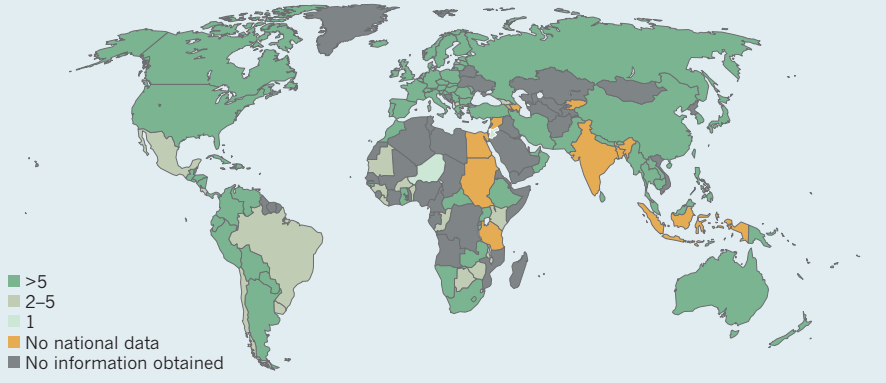 >5
2–5
1
No national data
No information obtained